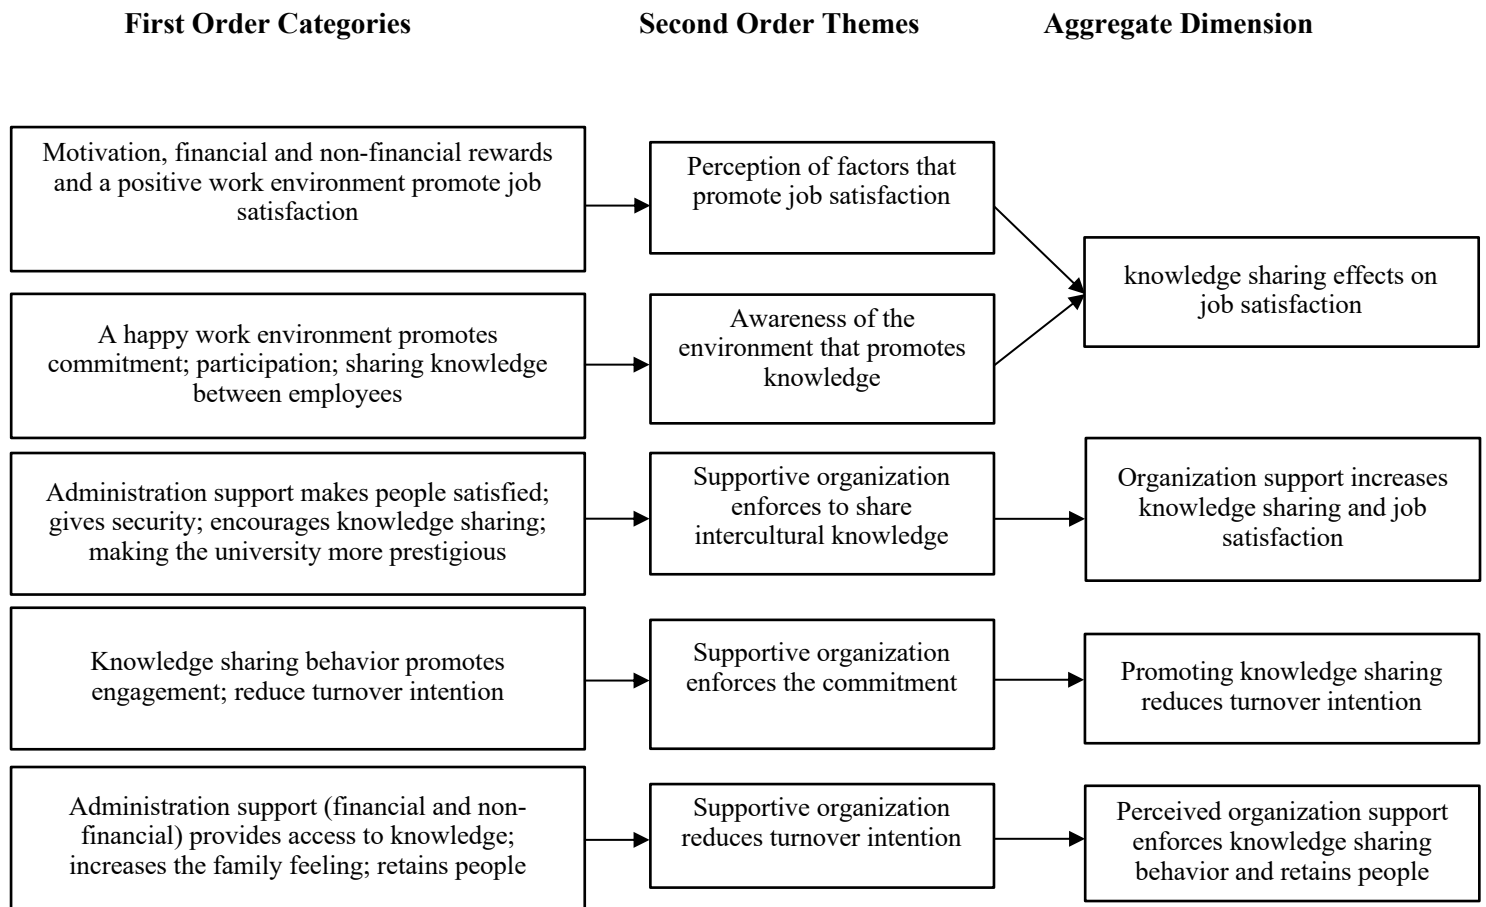 First Order Categories
Second Order Themes
Aggregate Dimension
Motivation, financial and non-financial rewards
and a positive work environment promote job
satisfaction
Perception of factors that
promote job satisfaction
knowledge sharing effects on
job satisfaction
A happy work environment promotes
commitment; participation; sharing knowledge
between employees
Awareness of the
environment that promotes
knowledge
Administration support makes people satisfied;
gives security; encourages knowledge sharing;
making the university more prestigious
Supportive organization
enforces to share
intercultural knowledge
Organization support increases
knowledge sharing and job
satisfaction
Knowledge sharing behavior promotes
engagement; reduce turnover intention
Supportive organization
enforces the commitment
Promoting knowledge sharing
reduces turnover intention
Administration support (financial and non-
financial) provides access to knowledge;
increases the family feeling; retains people
Supportive organization
reduces turnover intention
Perceived organization support
enforces knowledge sharing
behavior and retains people